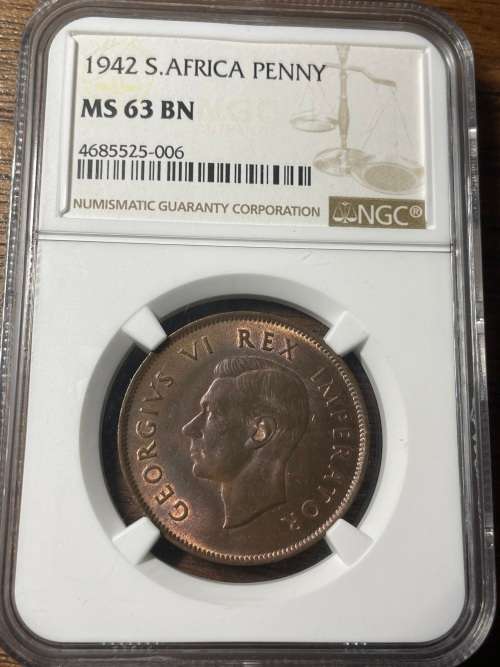 1942 S.AFRICA PENNY
MS 63 BN
4685525-006
NUMISMATIC GUARANTY CORPORATION
NGC®
GEORGIVS VI REX IMPERATOR